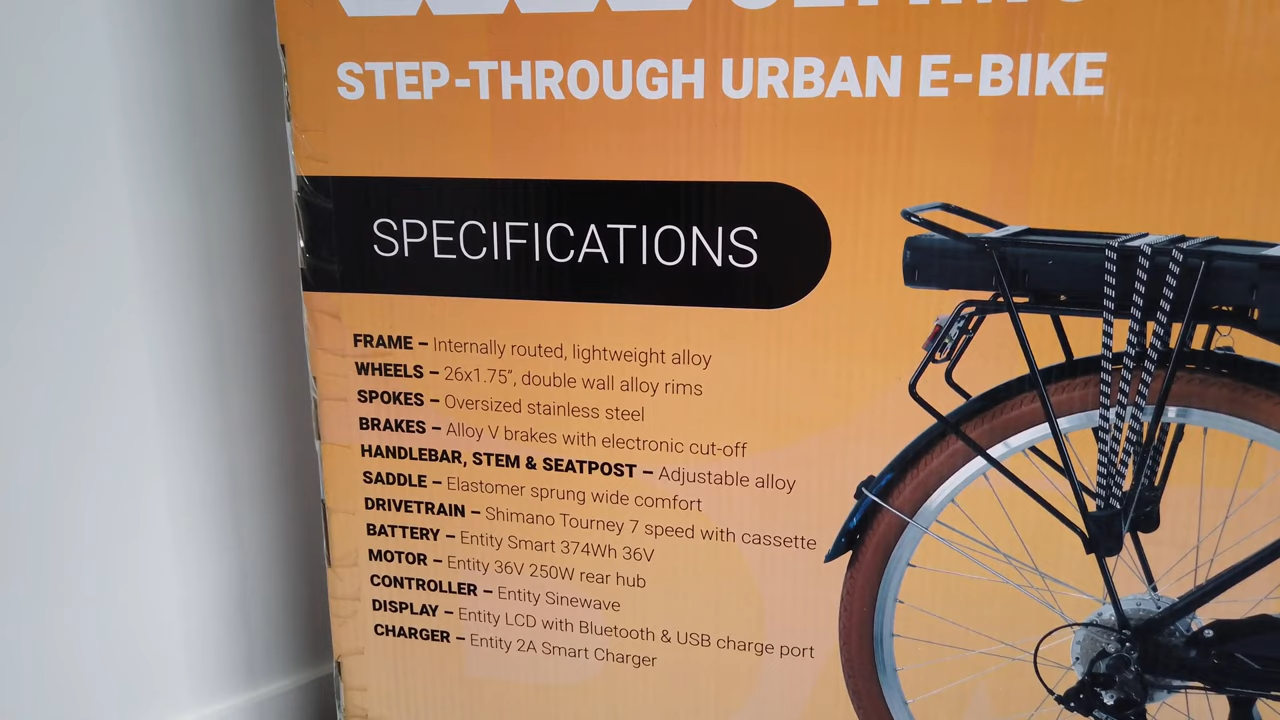 STEP-THROUGH URBAN E-BIKE
SPECIFICATIONS
FRAME – Internally routed, lightweight alloy
WHEELS – 26x1.75”, double wall alloy rims
SPOKES – Oversized stainless steel
BRAKES – Alloy V brakes with electronic cut-off
HANDLEBAR, STEM & SEATPOST – Adjustable alloy
SADDLE – Elastomer sprung wide comfort
DRIVETRAIN – Shimano Tourney 7 speed with cassette
BATTERY – Entity Smart 374Wh 36V
MOTOR – Entity 36V 250W rear hub
CONTROLLER – Entity Sinewave
DISPLAY – Entity LCD with Bluetooth & USB charge port
CHARGER – Entity 2A Smart Charger